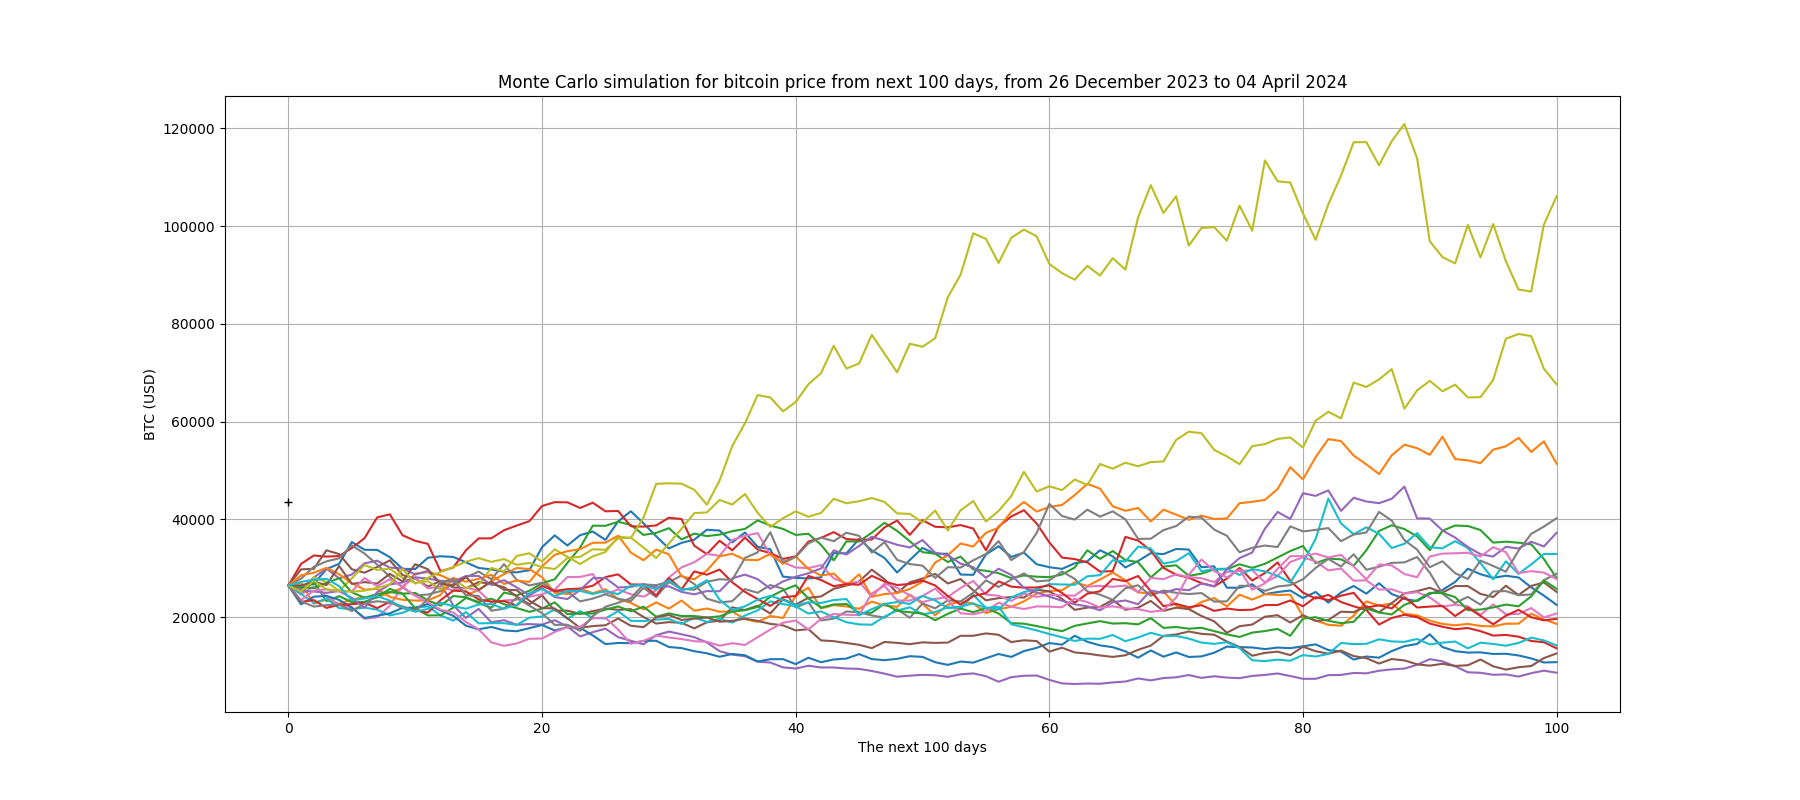 Monte Carlo simulation for bitcoin price from next 100 days, from 26 December 2023 to 04 April 2024
120000
100000
80000
60000
40000
20000
BTC (USD)
0 20 40 60 80 100
The next 100 days